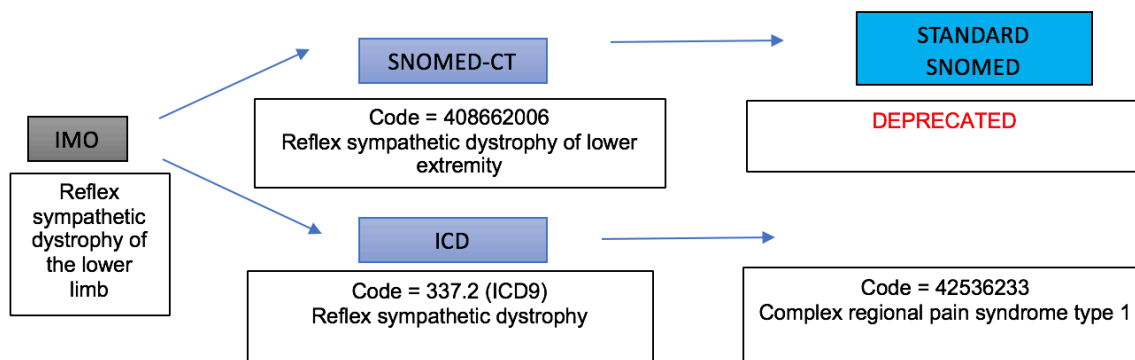 IMO
Reflex
sympathetic
dystrophy of
the lower
limb
SNOMED-CT
Code = 408662006
Reflex sympathetic dystrophy of lower
extremity
STANDARD
SNOMED
DEPRECATED
ICD
Code = 337.2 (ICD9)
Reflex sympathetic dystrophy
Code = 42536233
Complex regional pain syndrome type 1